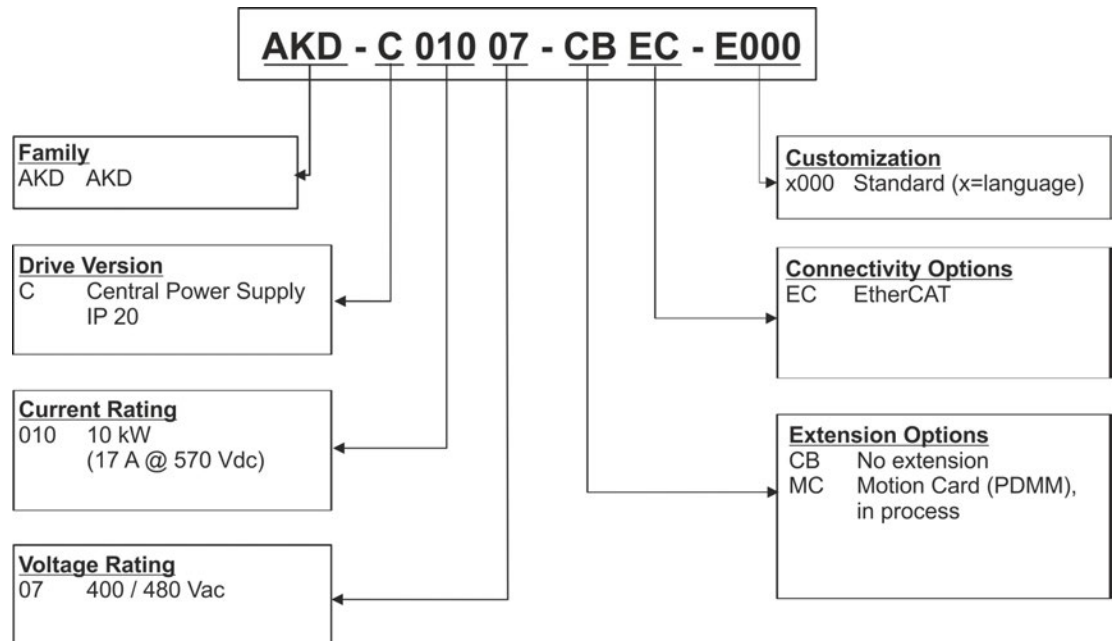 AKD - C 010 07 - CB EC - E000
Family
AKD AKD
Drive Version
C Central Power Supply
IP 20
Current Rating
010 10 kW
(17 A @ 570 Vdc)
Voltage Rating
07 400 / 480 Vac
Customization
x000 Standard (x=language)
Connectivity Options
EC EtherCAT
Extension Options
CB No extension
MC Motion Card (PDMM),
in process